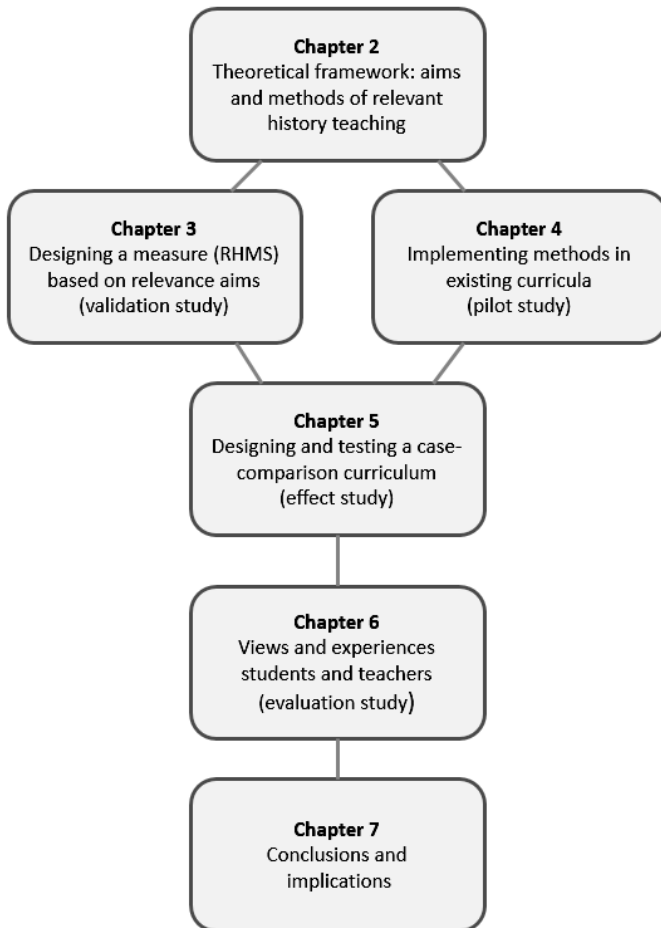 Chapter 2
Theoretical framework: aims
and methods of relevant
history teaching
Chapter 3
Designing a measure (RHMS)
based on relevance aims
(validation study)
Chapter 4
Implementing methods in
existing curricula
(pilot study)
Chapter 5
Designing and testing a case-
comparison curriculum
(effect study)
Chapter 6
Views and experiences
students and teachers
(evaluation study)
Chapter 7
Conclusions and
implications